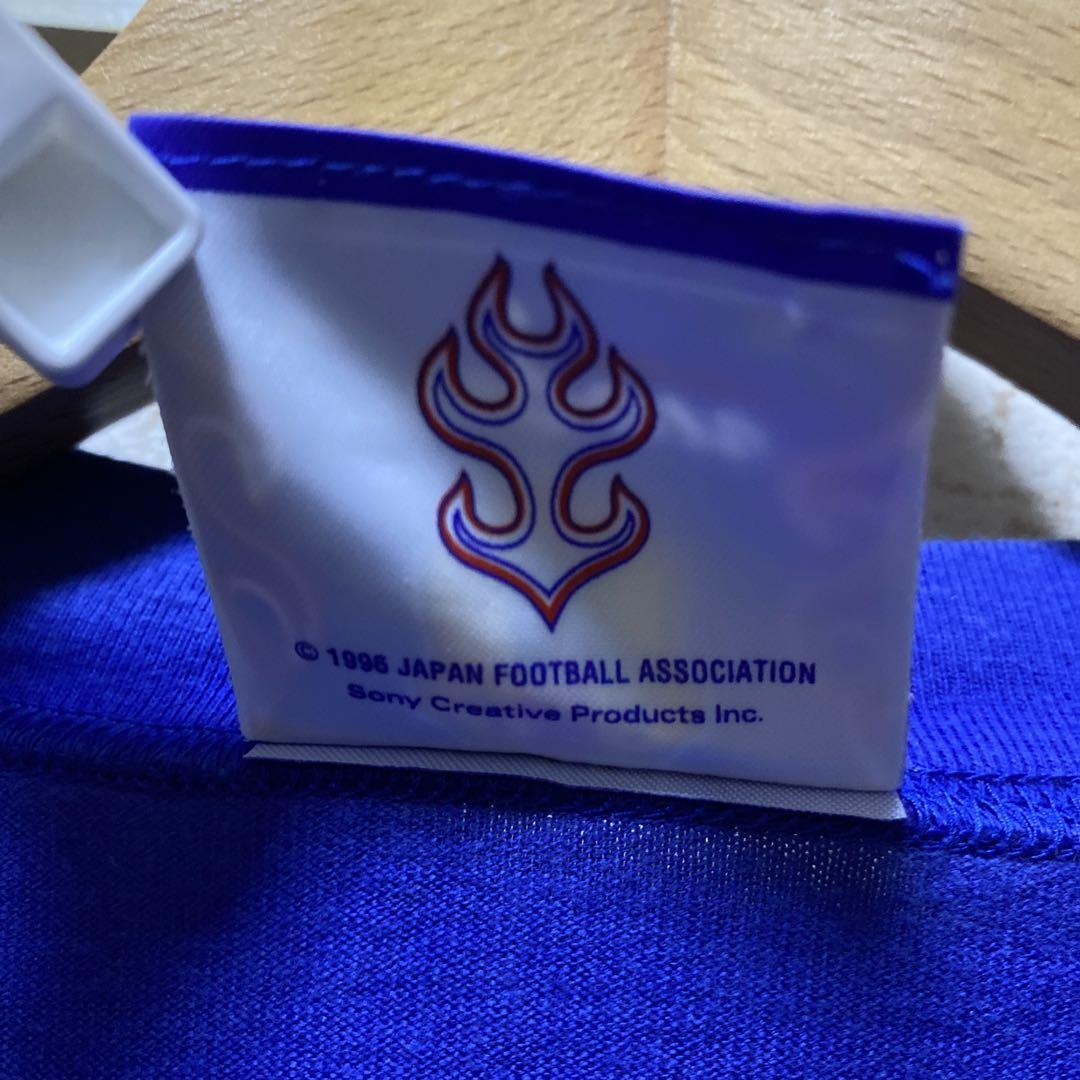 © 1996 JAPAN FOOTBALL ASSOCIATION
Sony Creative Products Inc.